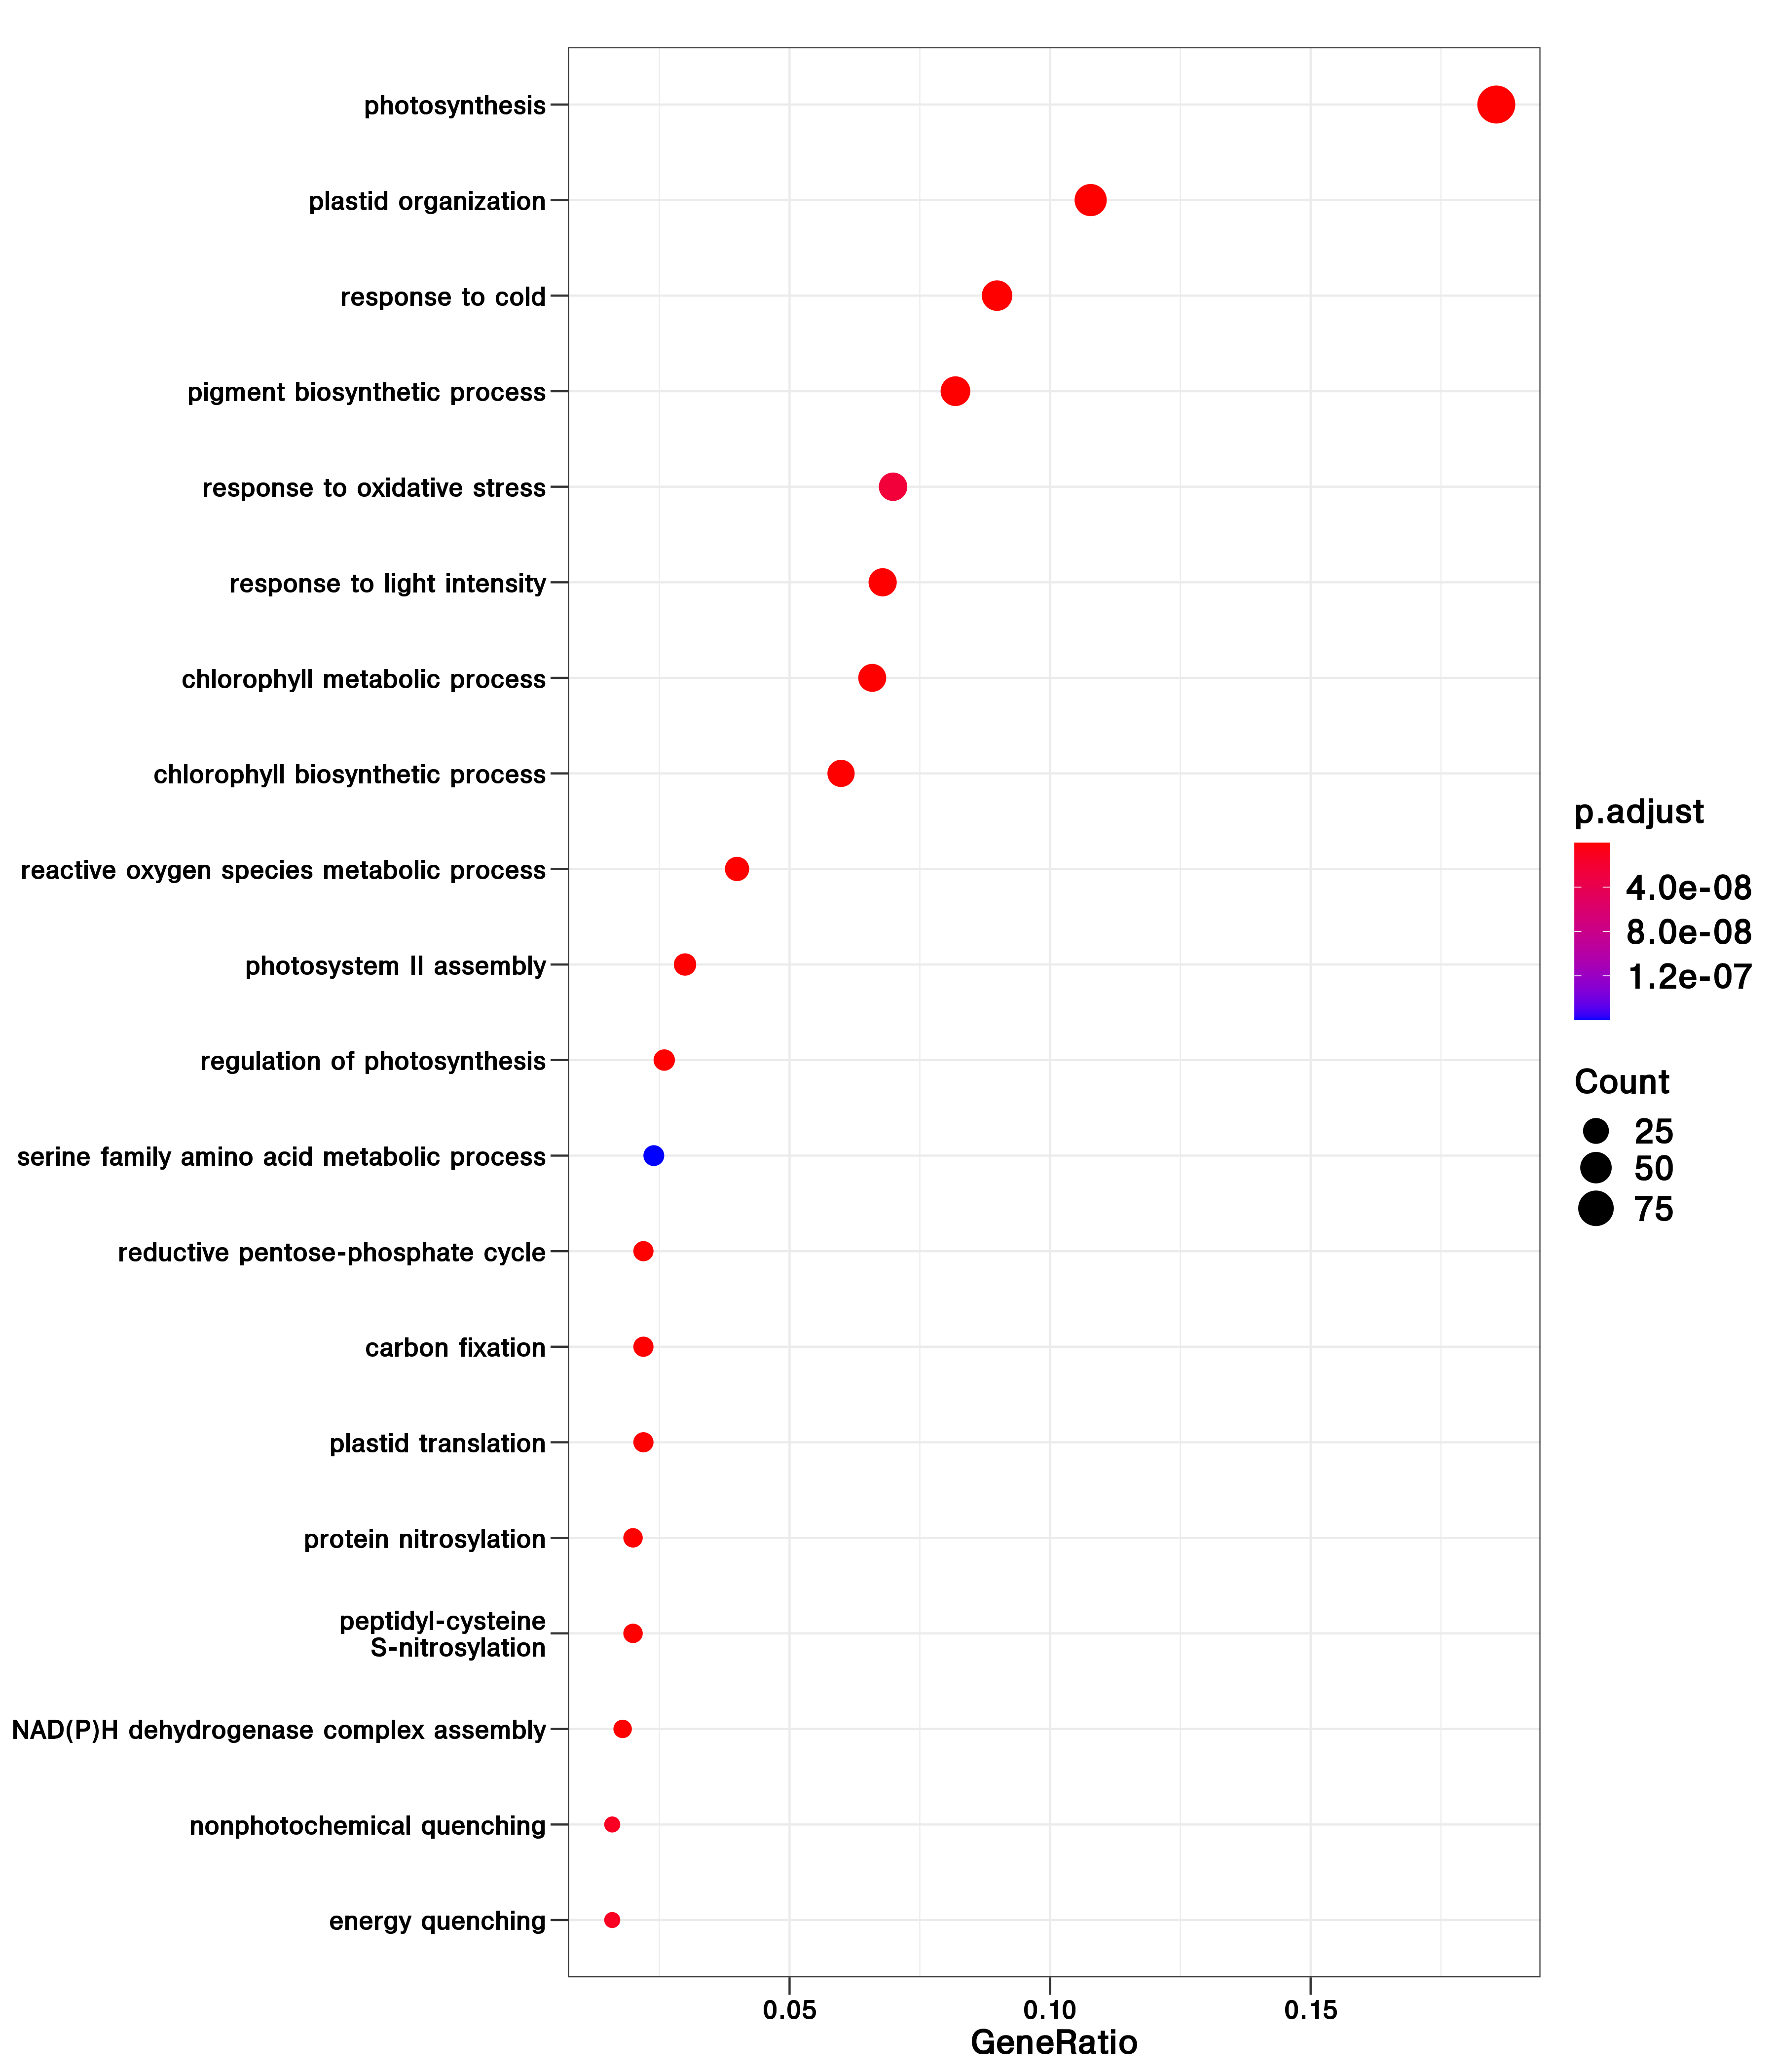 photosynthesis
plastid organization
response to cold
pigment biosynthetic process
response to oxidative stress
response to light intensity
chlorophyll metabolic process
chlorophyll biosynthetic process
reactive oxygen species metabolic process
photosystem II assembly
regulation of photosynthesis
serine family amino acid metabolic process
reductive pentose-phosphate cycle
carbon fixation
plastid translation
protein nitrosylation
peptidyl-cysteine
S-nitrosylation
NAD(P)H dehydrogenase complex assembly
nonphotochemical quenching
energy quenching
0.05 0.10 0.15
GeneRatio
p.adjust
4.0e-08
8.0e-08
1.2e-07
Count
25
50
75